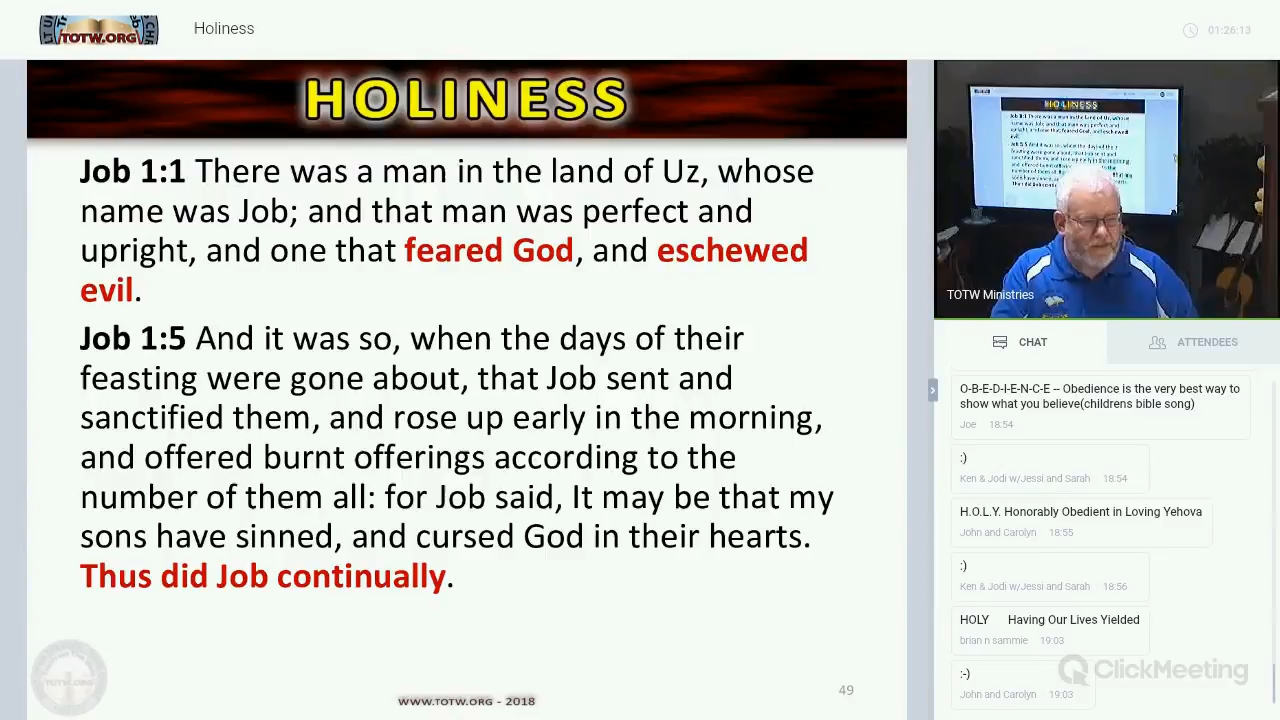 TOTW.ORG
Holiness
01:26:13
HOLINESS
Job 1:1 There was a man in the land of Uz, whose
name was Job; and that man was perfect and
upright, and one that feared God, and eschewed
evil.
Job 1:5 And it was so, when the days of their
feasting were gone about, that Job sent and
sanctified them, and rose up early in the morning,
and offered burnt offerings according to the
number of them all: for Job said, It may be that my
sons have sinned, and cursed God in their hearts.
Thus did Job continually.
TOTW.ORG
WWW.TOTW.ORG - 2018
49
HOLINESS
TOTW Ministries
CHAT
ATTENDEES
O-B-E-D-I-E-N-C-E -- Obedience is the very best way to
show what you believe(childrens bible song)
Joe 18:54
:)
Ken & Jodi w/Jessi and Sarah 18:54
H.O.L.Y. Honorably Obedient in Loving Yehova
John and Carolyn 18:55
:)
Ken & Jodi w/Jessi and Sarah 18:56
HOLY Having Our Lives Yielded
brian n sammie 19:03
:-)
John and Carolyn 19:03
ClickMeeting